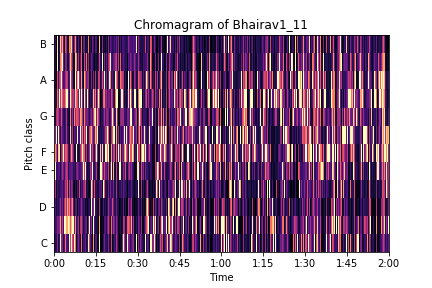 Chromagram of Bhairav1_11
B
A
G
F
E
D
C
Pitch class
0:00 0:15 0:30 0:45 1:00 1:15 1:30 1:45 2:00
Time